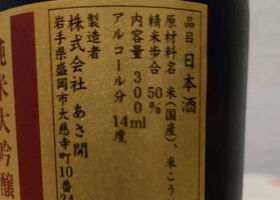 品目 日本酒
原材料名 米(国産)、米こう
精米歩合 50%
内容量 300ml
アルコール分 14度
製造者
株式会社 あさ開
岩手県盛岡市大慈寺町10番34
純米大吟醸